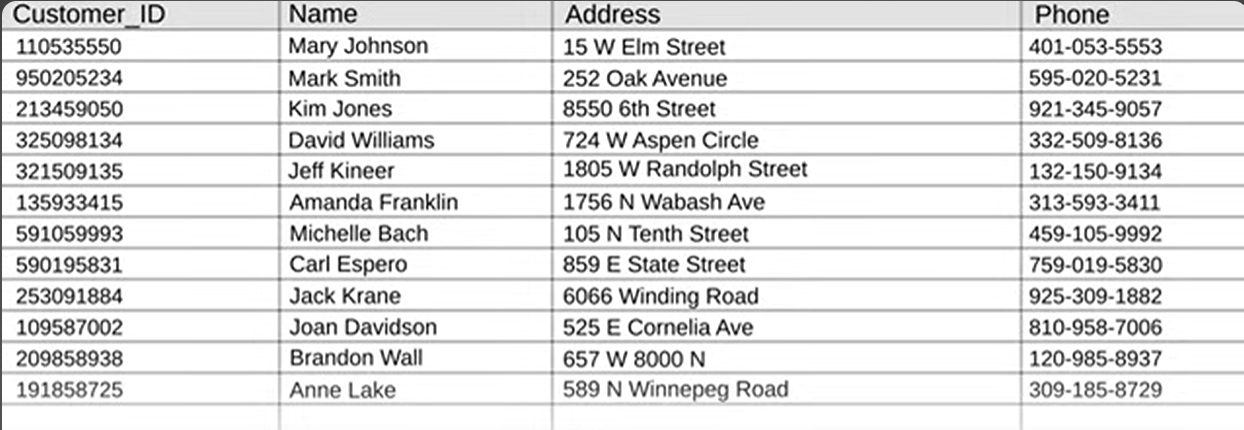 Customer_ID Name Address Phone
110535550 Mary Johnson 15 W Elm Street 401-053-5553
950205234 Mark Smith 252 Oak Avenue 595-020-5231
213459050 Kim Jones 8550 6th Street 921-345-9057
325098134 David Williams 724 W Aspen Circle 332-509-8136
321509135 Jeff Kineer 1805 W Randolph Street 132-150-9134
135933415 Amanda Franklin 1756 N Wabash Ave 313-593-3411
591059993 Michelle Bach 105 N Tenth Street 459-105-9992
590195831 Carl Espero 859 E State Street 759-019-5830
253091884 Jack Krane 6066 Winding Road 925-309-1882
109587002 Joan Davidson 525 E Cornelia Ave 810-958-7006
209858938 Brandon Wall 657 W 8000 N 120-985-8937
191858725 Anne Lake 589 N Winnepeg Road 309-185-8729